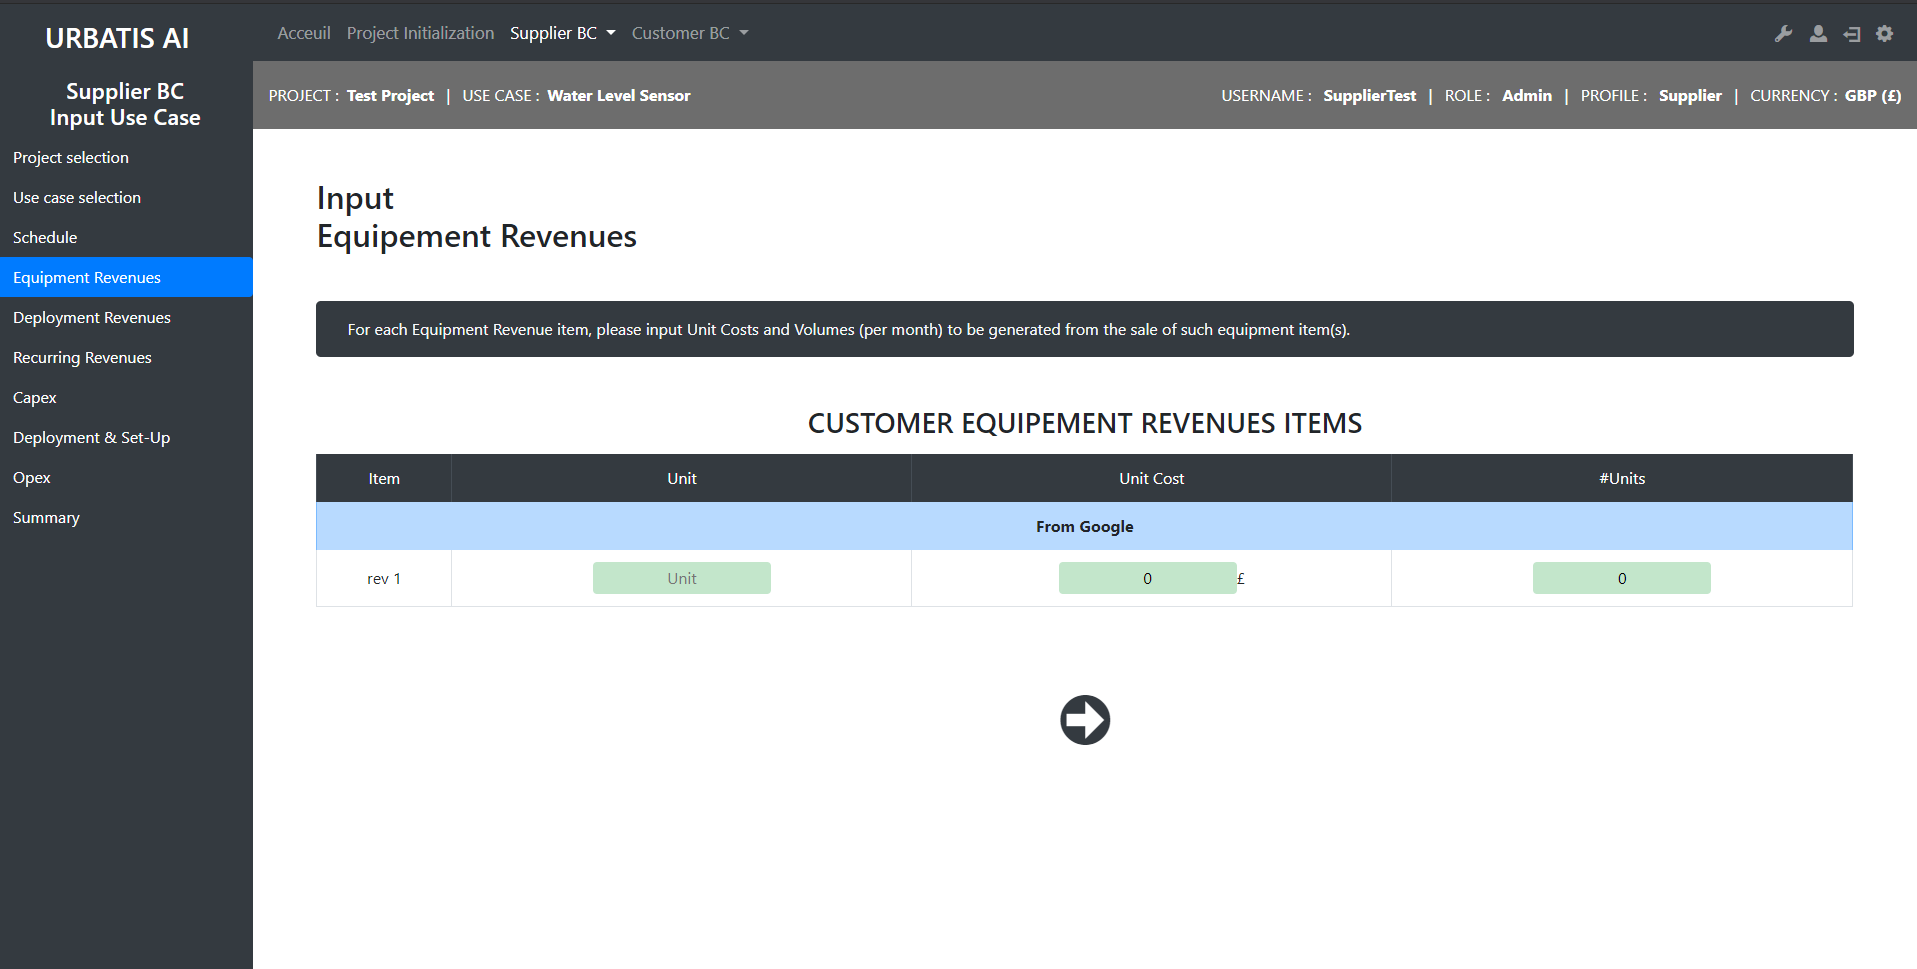 URBATIS AI
Acceuil Project Initialization Supplier BC Customer BC
Supplier BC
Input Use Case
Project selection
Use case selection
Schedule
Equipment Revenues
Deployment Revenues
Recurring Revenues
Capex
Deployment & Set-Up
Opex
Summary
PROJECT : Test Project | USE CASE : Water Level Sensor
USERNAME : SupplierTest | ROLE : Admin | PROFILE : Supplier | CURRENCY : GBP (£)
Input
Equipement Revenues
For each Equipment Revenue item, please input Unit Costs and Volumes (per month) to be generated from the sale of such equipment item(s).
CUSTOMER EQUIPEMENT REVENUES ITEMS
Item Unit Unit Cost #Units
From Google
rev 1 Unit 0 £ 0